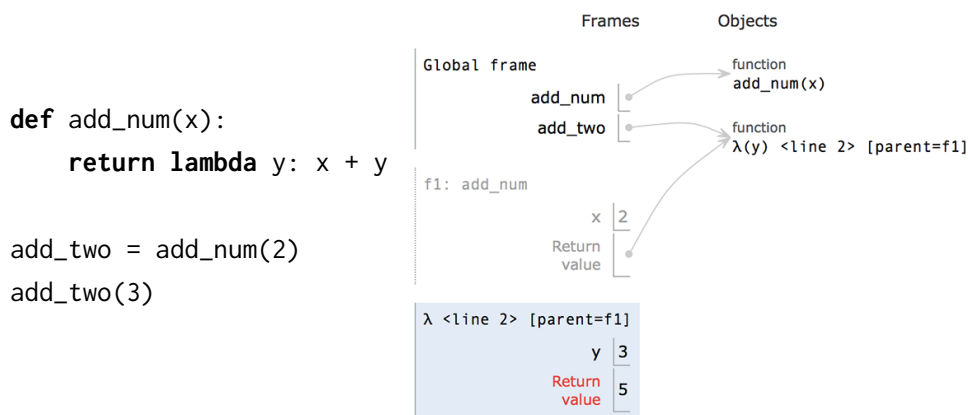 def add_num(x):
    return lambda y: x + y
add_two = add_num(2)
add_two(3)
Frames Objects
Global frame
add_num
add_two
function
add_num(x)
function
λ(y) <line 2> [parent=f1]
f1: add_num
x 2
Return
value
λ <line 2> [parent=f1]
y 3
Return
value 5